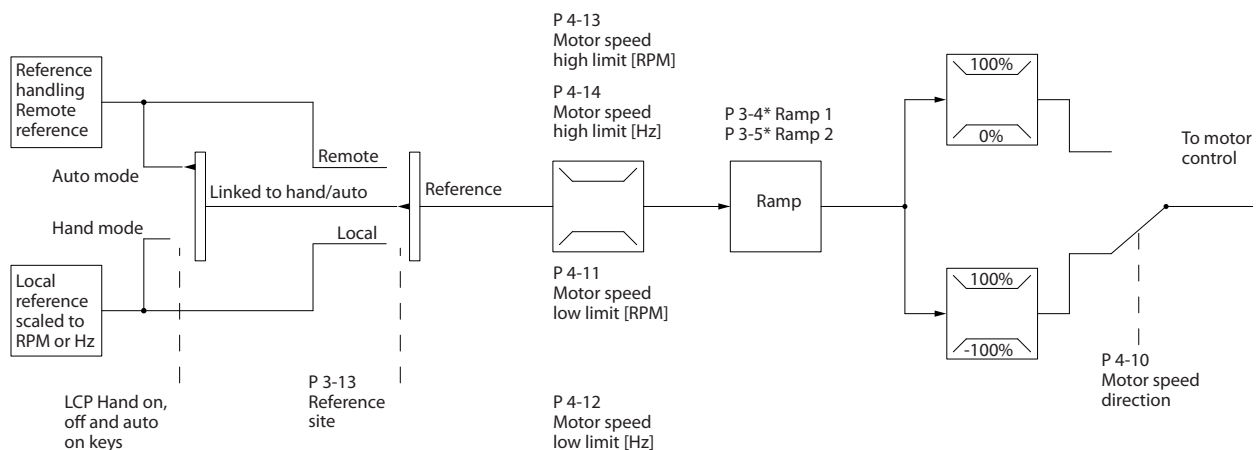 P 4-13
Motor speed
high limit [RPM]
P 4-14
Motor speed
high limit [Hz]
Reference
handling
Remote
reference
Auto mode
Hand mode
Local
reference
scaled to
RPM or Hz
LCP Hand on,
off and auto
on keys
Linked to hand/auto
Remote
Local
P 3-13
Reference
site
Reference
P 4-11
Motor speed
low limit [RPM]
P 4-12
Motor speed
low limit [Hz]
P 3-4* Ramp 1
P 3-5* Ramp 2
Ramp
100%
0%
100%
-100%
To motor
control
P 4-10
Motor speed
direction